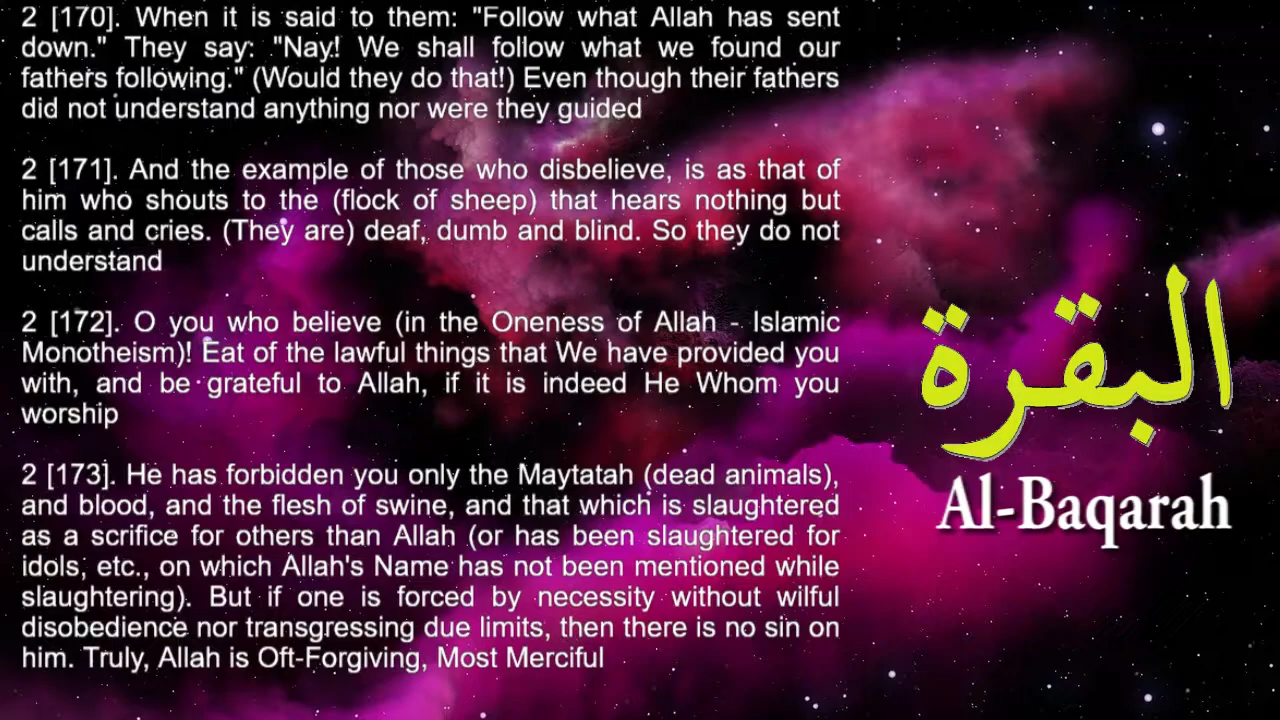 2 [170]. When it is said to them: "Follow what Allah has sent
down." They say: "Nay! We shall follow what we found our
fathers following." (Would they do that!) Even though their fathers
did not understand anything nor were they guided
2 [171]. And the example of those who disbelieve, is as that of
him who shouts to the (flock of sheep) that hears nothing but
calls and cries. (They are) deaf, dumb and blind. So they do not
understand
2 [172]. O you who believe (in the Oneness of Allah - Islamic
Monotheism)! Eat of the lawful things that We have provided you
with, and be grateful to Allah, if it is indeed He Whom you
worship
2 [173]. He has forbidden you only the Maytatah (dead animals),
and blood, and the flesh of swine, and that which is slaughtered
as a scrifice for others than Allah (or has been slaughtered for
idols, etc., on which Allah's Name has not been mentioned while
slaughtering). But if one is forced by necessity without wilful
disobedience nor transgressing due limits, then there is no sin on
him. Truly, Allah is Oft-Forgiving, Most Merciful
البقرة
Al-Baqarah